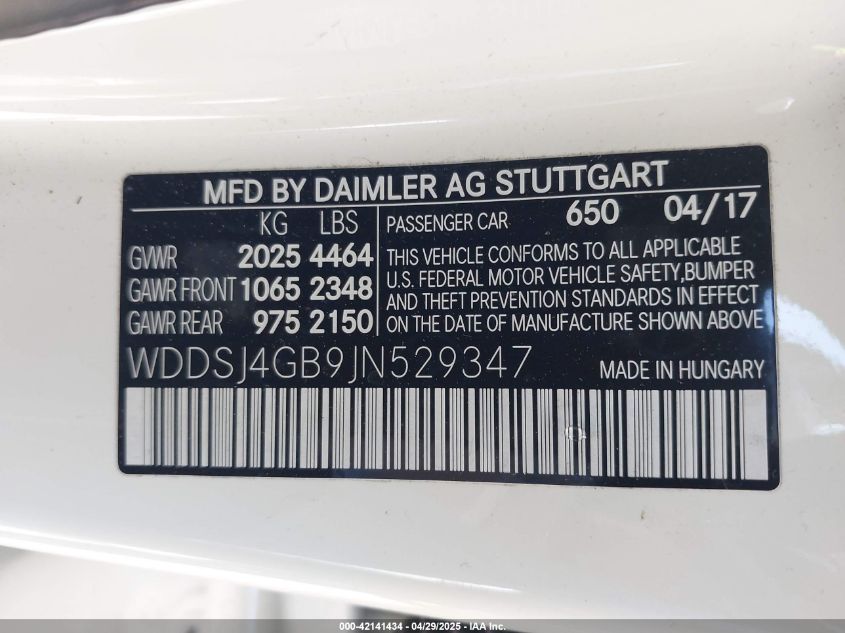 MFD BY DAIMLER AG STUTTGART
KG LBS
GVWR 2025 4464
GAWR FRONT 1065 2348
GAWR REAR 975 2150
PASSENGER CAR 650 04/17
THIS VEHICLE CONFORMS TO ALL APPLICABLE
U.S. FEDERAL MOTOR VEHICLE SAFETY,BUMPER
AND THEFT PREVENTION STANDARDS IN EFFECT
ON THE DATE OF MANUFACTURE SHOWN ABOVE
WDDSJ4GB9JN529347 MADE IN HUNGARY
000-42141434 - 04/29/2025 - IAA Inc.